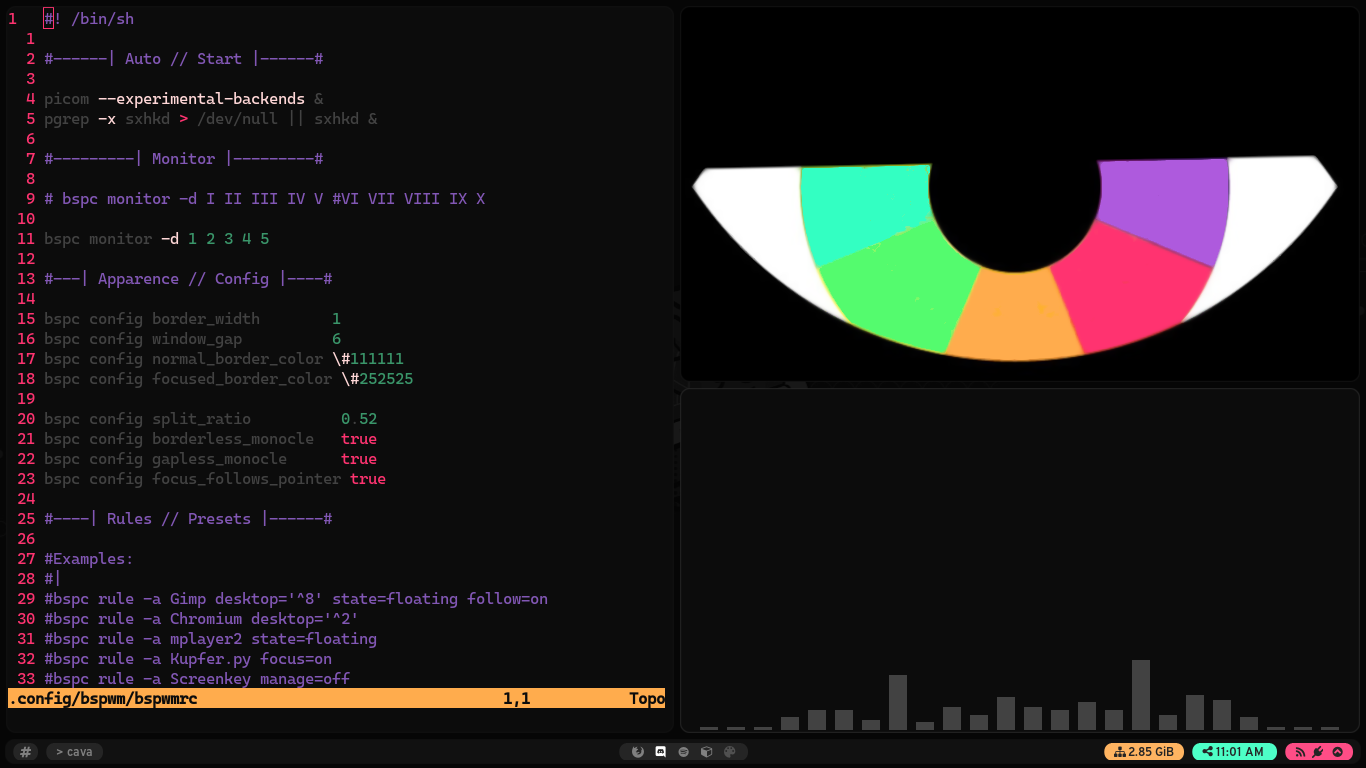 1 #! /bin/sh
1
2 #------| Auto // Start |------#
3
4 picom --experimental-backends &
5 pgrep -x sxhkd > /dev/null || sxhkd &
6
7 #---------| Monitor |---------#
8
9 # bspc monitor -d I II III IV V #VI VII VIII IX X
10
11 bspc monitor -d 1 2 3 4 5
12
13 #---| Apparence // Config |----#
14
15 bspc config border_width 1
16 bspc config window_gap 6
17 bspc config normal_border_color \#111111
18 bspc config focused_border_color \#252525
19
20 bspc config split_ratio 0.52
21 bspc config borderless_monocle true
22 bspc config gapless_monocle true
23 bspc config focus_follows_pointer true
24
25 #----| Rules // Presets |------#
26
27 #Examples:
28 #|
29 #bspc rule -a Gimp desktop='^8' state=floating follow=on
30 #bspc rule -a Chromium desktop='^2'
31 #bspc rule -a mplayer2 state=floating
32 #bspc rule -a Kupfer.py focus=on
33 #bspc rule -a Screenkey manage=off
.config/bspwm/bspwmrc 1,1 Topo
# > cava 2.85 GiB 11:01 AM